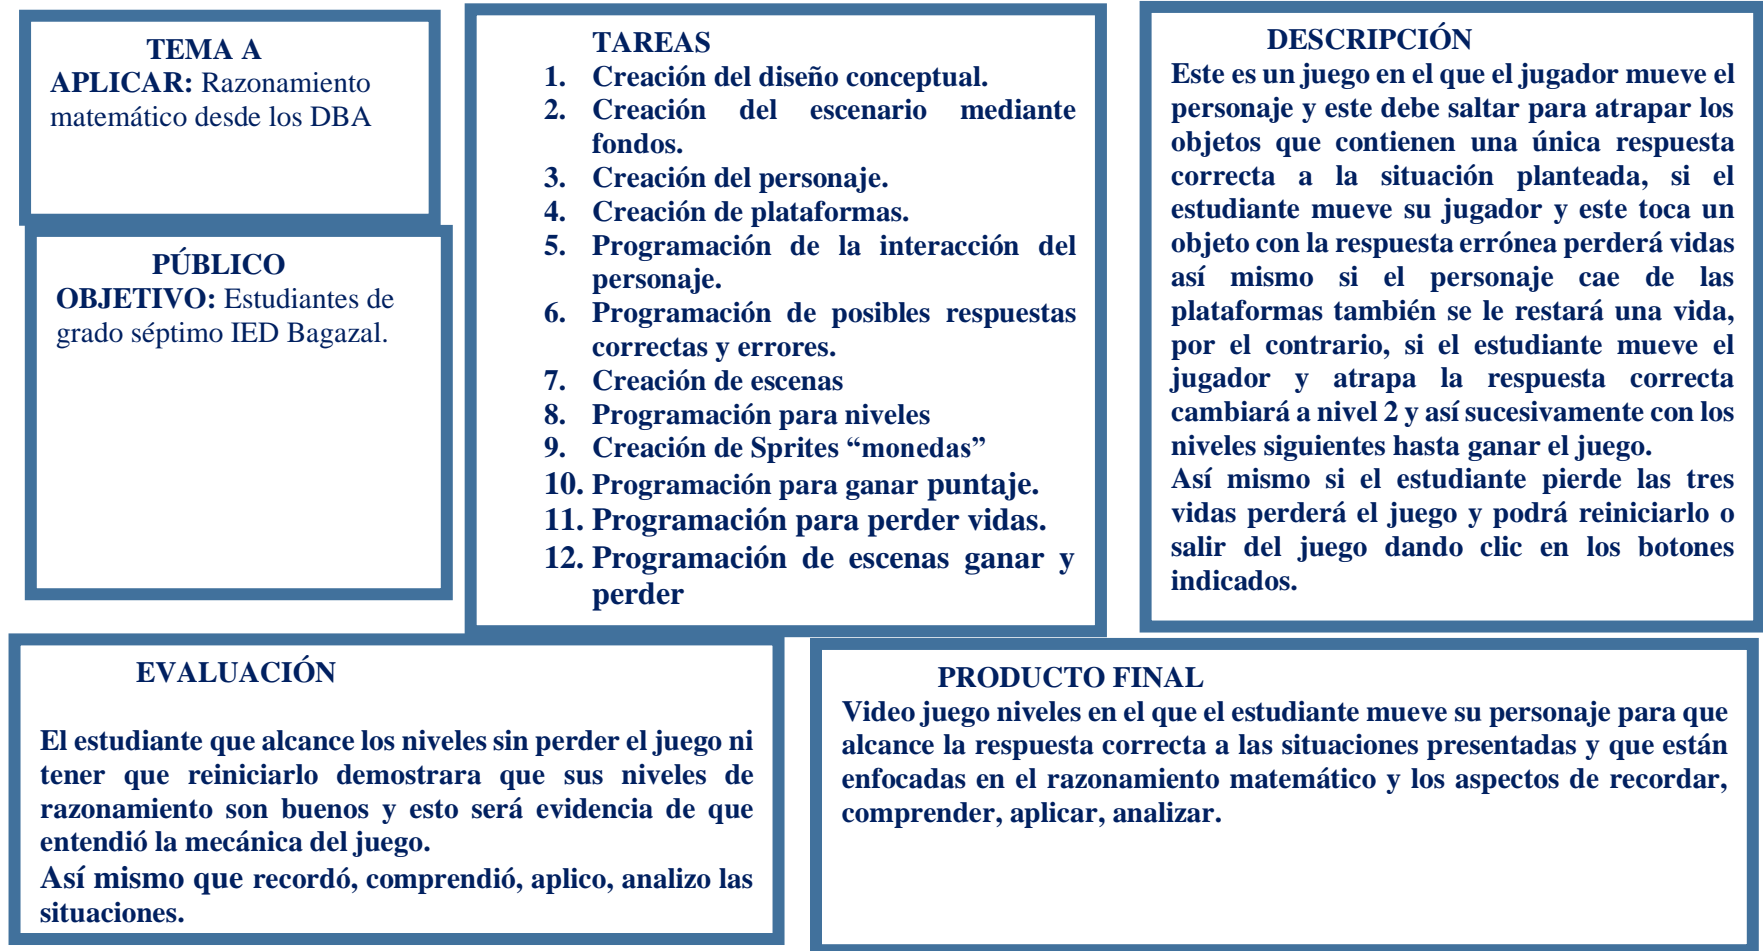 TEMA A
APLICAR: Razonamiento
matemático desde los DBA
PÚBLICO
OBJETIVO: Estudiantes de
grado séptimo IED Bagazal.
TAREAS
1. Creación del diseño conceptual.
2. Creación del escenario mediante
fondos.
3. Creación del personaje.
4. Creación de plataformas.
5. Programación de la interacción del
personaje.
6. Programación de posibles respuestas
correctas y errores.
7. Creación de escenas
8. Programación para niveles
9. Creación de Sprites “monedas”
10. Programación para ganar puntaje.
11. Programación para perder vidas.
12. Programación de escenas ganar y
perder
DESCRIPCIÓN
Este es un juego en el que el jugador mueve el
personaje y este debe saltar para atrapar los
objetos que contienen una única respuesta
correcta a la situación planteada, si el
estudiante mueve su jugador y este toca un
objeto con la respuesta errónea perderá vidas
así mismo si el personaje cae de las
plataformas también se le restará una vida,
por el contrario, si el estudiante mueve el
jugador y atrapa la respuesta correcta
cambiará a nivel 2 y así sucesivamente con los
niveles siguientes hasta ganar el juego.
Así mismo si el estudiante pierde las tres
vidas perderá el juego y podrá reiniciarlo o
salir del juego dando clic en los botones
indicados.
EVALUACIÓN
El estudiante que alcance los niveles sin perder el juego ni
tener que reiniciarlo demostrara que sus niveles de
razonamiento son buenos y esto será evidencia de que
entendió la mecánica del juego.
Así mismo que recordó, comprendió, aplico, analizo las
situaciones.
PRODUCTO FINAL
Video juego niveles en el que el estudiante mueve su personaje para que
alcance la respuesta correcta a las situaciones presentadas y que están
enfocadas en el razonamiento matemático y los aspectos de recordar,
comprender, aplicar, analizar.